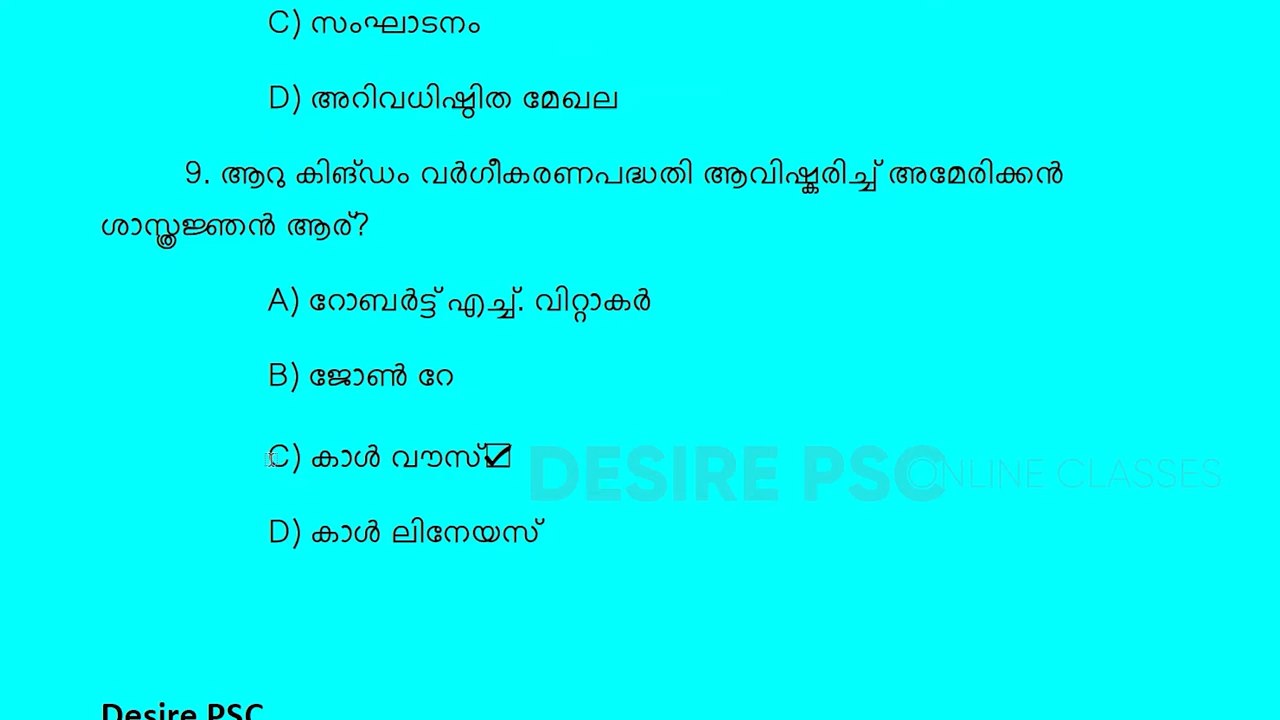 C) സംഘാടനം
D) അറിവധിഷ്ഠിത മേഖല
9. ആറു കിങ്ഡം വർഗീകരണപദ്ധതി ആവിഷ്കരിച്ച് അമേരിക്കൻ
ശാസ്ത്രജ്ഞൻ ആര്?
A) റോബർട്ട് എച്ച്. വിറ്റാകർ
B) ജോൺ റേ
C) കാൾ വൗസ്☑
DESIRE PSC ONLINE CLASSES
D) കാൾ ലിനേയസ്
Desire PSC